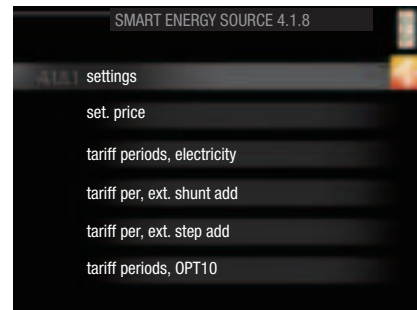 SMART ENERGY SOURCE 4.1.8
settings
set. price
tariff periods, electricity
tariff per, ext. shunt add
tariff per, ext. step add
tariff periods, OPT10